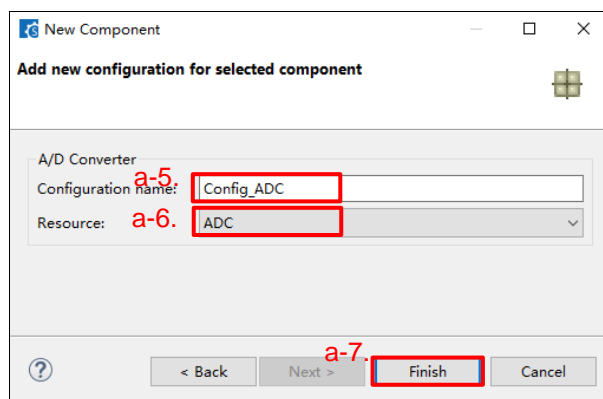 New Component
Add new configuration for selected component
A/D Converter
a-5.
Configuration name: Config_ADC
a-6.
Resource: ADC
a-7.
< Back Next > Finish Cancel